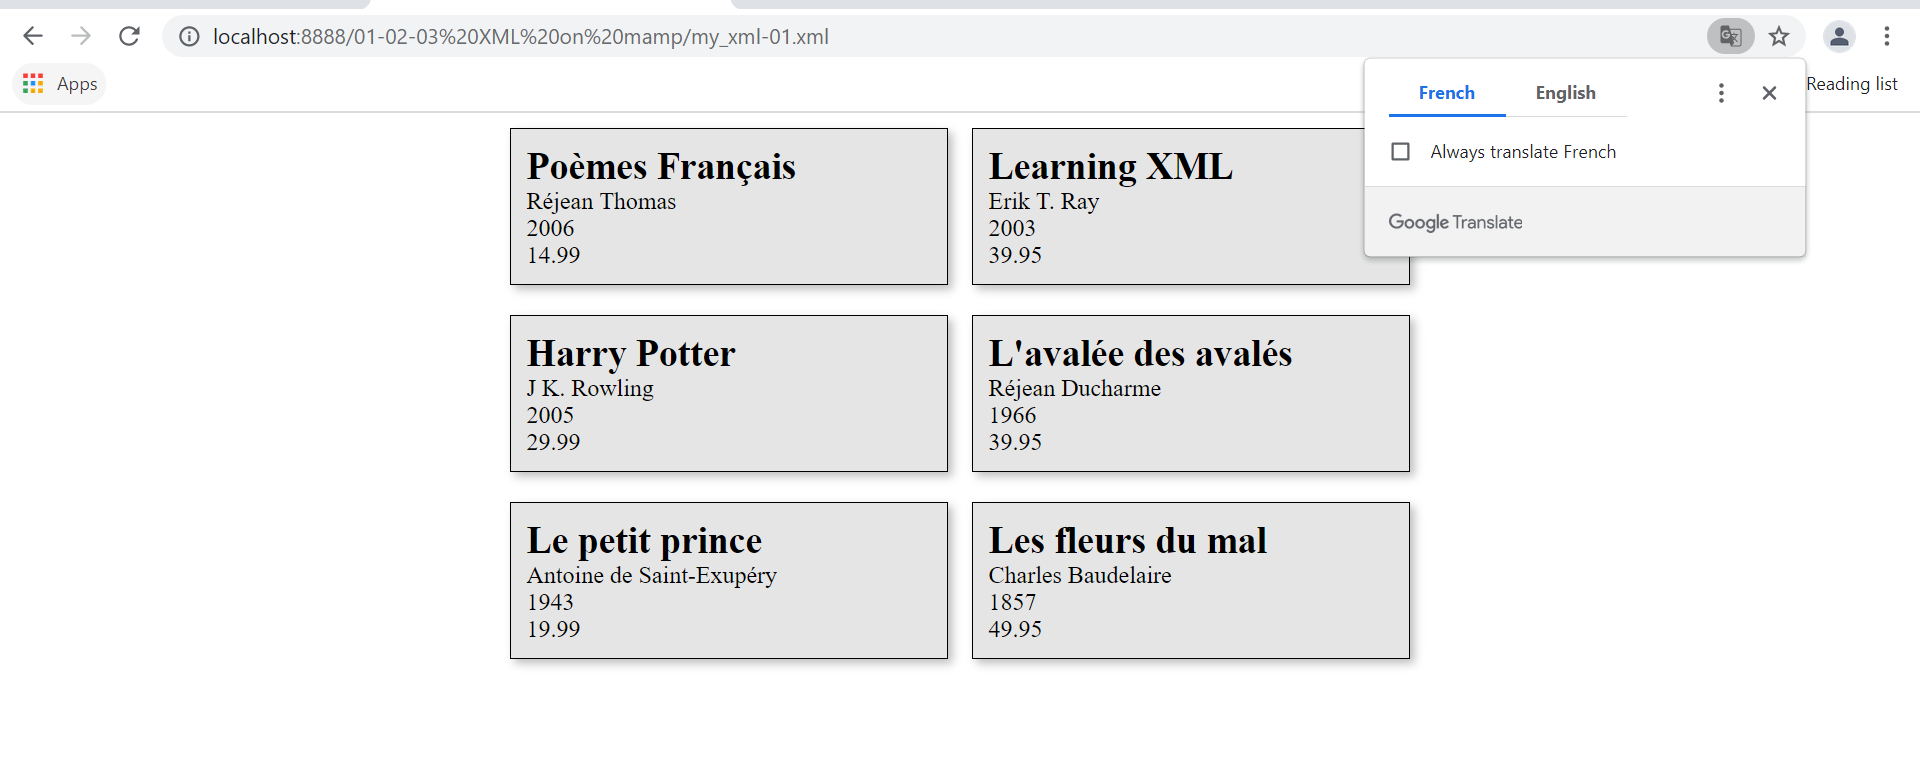 localhost:8888/01-02-03%20XML%20on%20mamp/my_xml-01.xml
Apps
Reading list
French English
Always translate French
Google Translate
Poèmes Français
Réjean Thomas
2006
14.99
Learning XML
Erik T. Ray
2003
39.95
Harry Potter
J K. Rowling
2005
29.99
L'avalée des avalés
Réjean Ducharme
1966
39.95
Le petit prince
Antoine de Saint-Exupéry
1943
19.99
Les fleurs du mal
Charles Baudelaire
1857
49.95